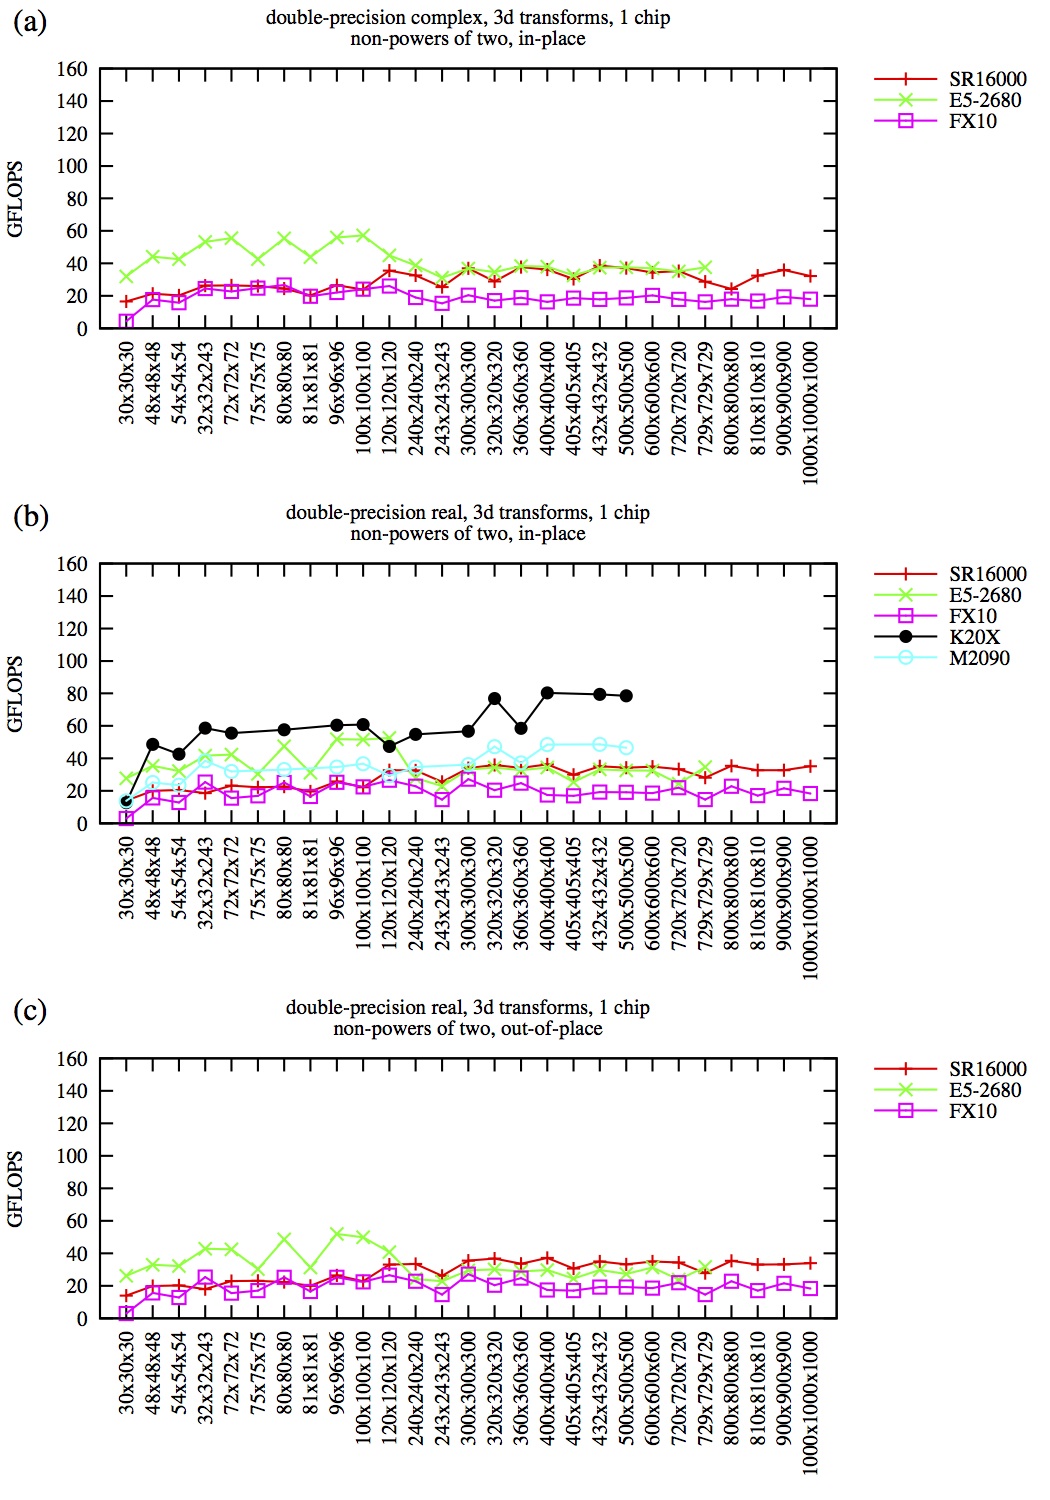 (a)
double-precision complex, 3d transforms, 1 chip
non-powers of two, in-place
160
140
120
100
80
60
40
20
0
GFLOPS
SR16000
E5-2680
FX10
30x30x30
48x48x48
54x54x54
32x32x243
72x72x72
75x75x75
80x80x80
81x81x81
96x96x96
100x100x100
120x120x120
240x240x240
243x243x243
300x300x300
320x320x320
360x360x360
400x400x400
405x405x405
432x432x432
500x500x500
600x600x600
720x720x720
729x729x729
800x800x800
810x810x810
900x900x900
1000x1000x1000
(b)
double-precision real, 3d transforms, 1 chip
non-powers of two, in-place
160
140
120
100
80
60
40
20
0
GFLOPS
SR16000
E5-2680
FX10
K20X
M2090
30x30x30
48x48x48
54x54x54
32x32x243
72x72x72
75x75x75
80x80x80
81x81x81
96x96x96
100x100x100
120x120x120
240x240x240
243x243x243
300x300x300
320x320x320
360x360x360
400x400x400
405x405x405
432x432x432
500x500x500
600x600x600
720x720x720
729x729x729
800x800x800
810x810x810
900x900x900
1000x1000x1000
(c)
double-precision real, 3d transforms, 1 chip
non-powers of two, out-of-place
160
140
120
100
80
60
40
20
0
GFLOPS
SR16000
E5-2680
FX10
30x30x30
48x48x48
54x54x54
32x32x243
72x72x72
75x75x75
80x80x80
81x81x81
96x96x96
100x100x100
120x120x120
240x240x240
243x243x243
300x300x300
320x320x320
360x360x360
400x400x400
405x405x405
432x432x432
500x500x500
600x600x600
720x720x720
729x729x729
800x800x800
810x810x810
900x900x900
1000x1000x1000